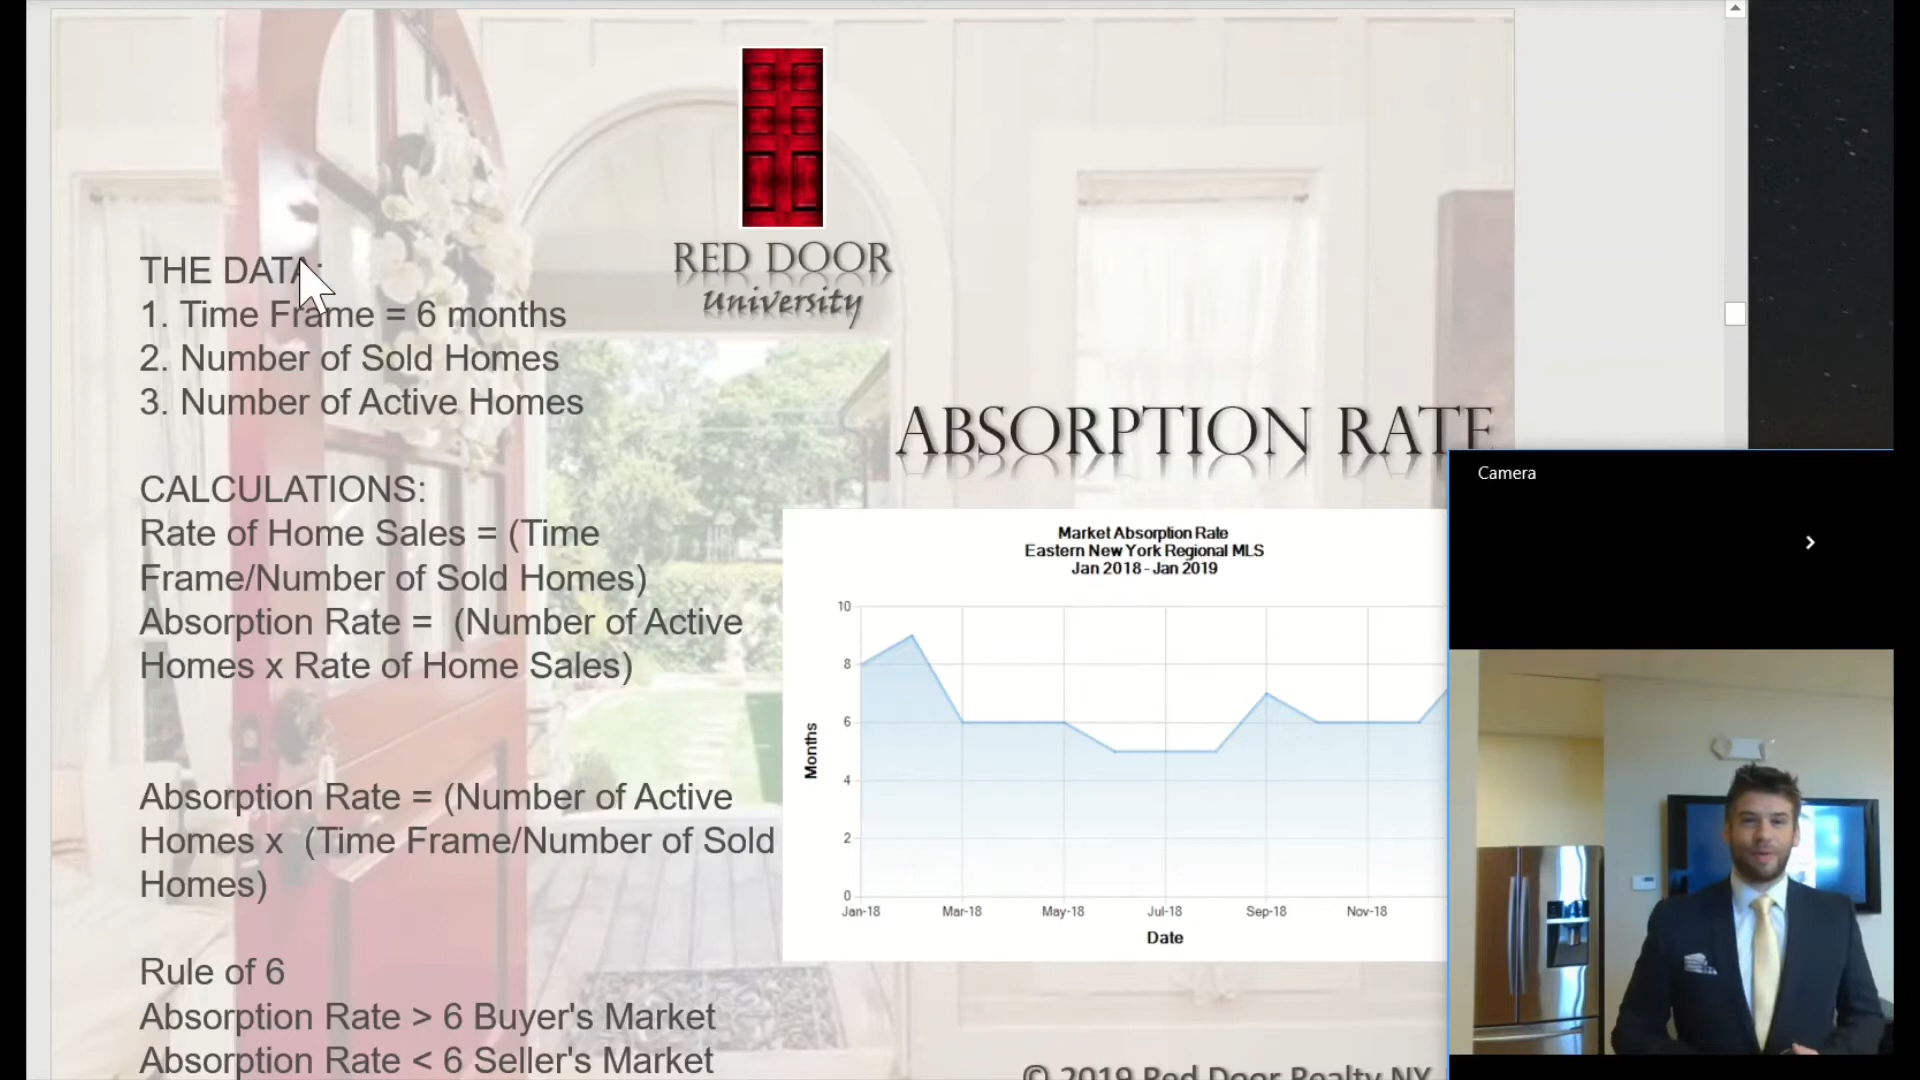 RED DOOR
University
THE DATA:
1. Time Frame = 6 months
2. Number of Sold Homes
3. Number of Active Homes
CALCULATIONS:
Rate of Home Sales = (Time
Frame/Number of Sold Homes)
Absorption Rate =  (Number of Active
Homes x Rate of Home Sales)
Absorption Rate = (Number of Active
Homes x  (Time Frame/Number of Sold
Homes)
Rule of 6
Absorption Rate > 6 Buyer's Market
Absorption Rate < 6 Seller's Market
ABSORPTION RATE
Market Absorption Rate
Eastern New York Regional MLS
Jan 2018 - Jan 2019
Months
10
8
6
4
2
0
Jan-18 Mar-18 May-18 Jul-18 Sep-18 Nov-18
Date
© 2019 Red Door Realty NY
Camera